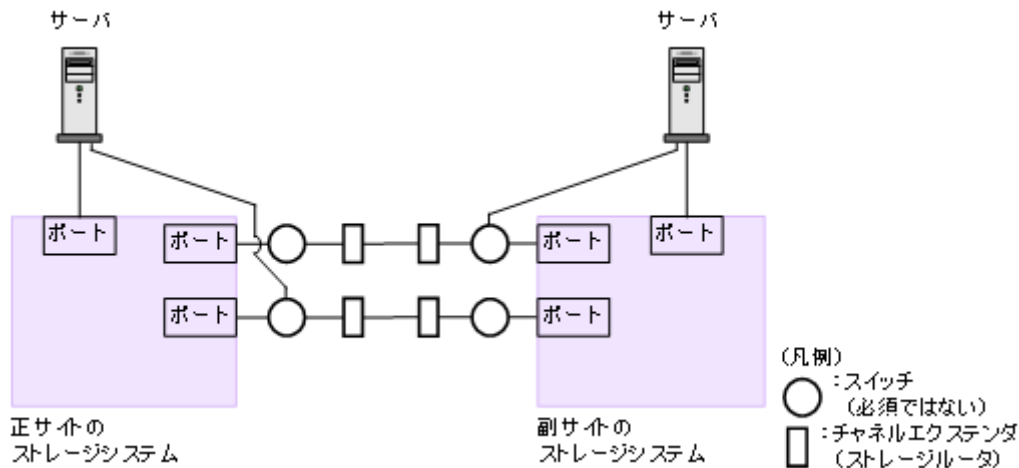 サーバ
サーバ
ポート
ポート
ポート
ポート
ポート
ポート
正サイトの
ストレージシステム
副サイトの
ストレージシステム
(凡例)
:スイッチ
(必須ではない)
:チャネルエクステンダ
(ストレージルータ)